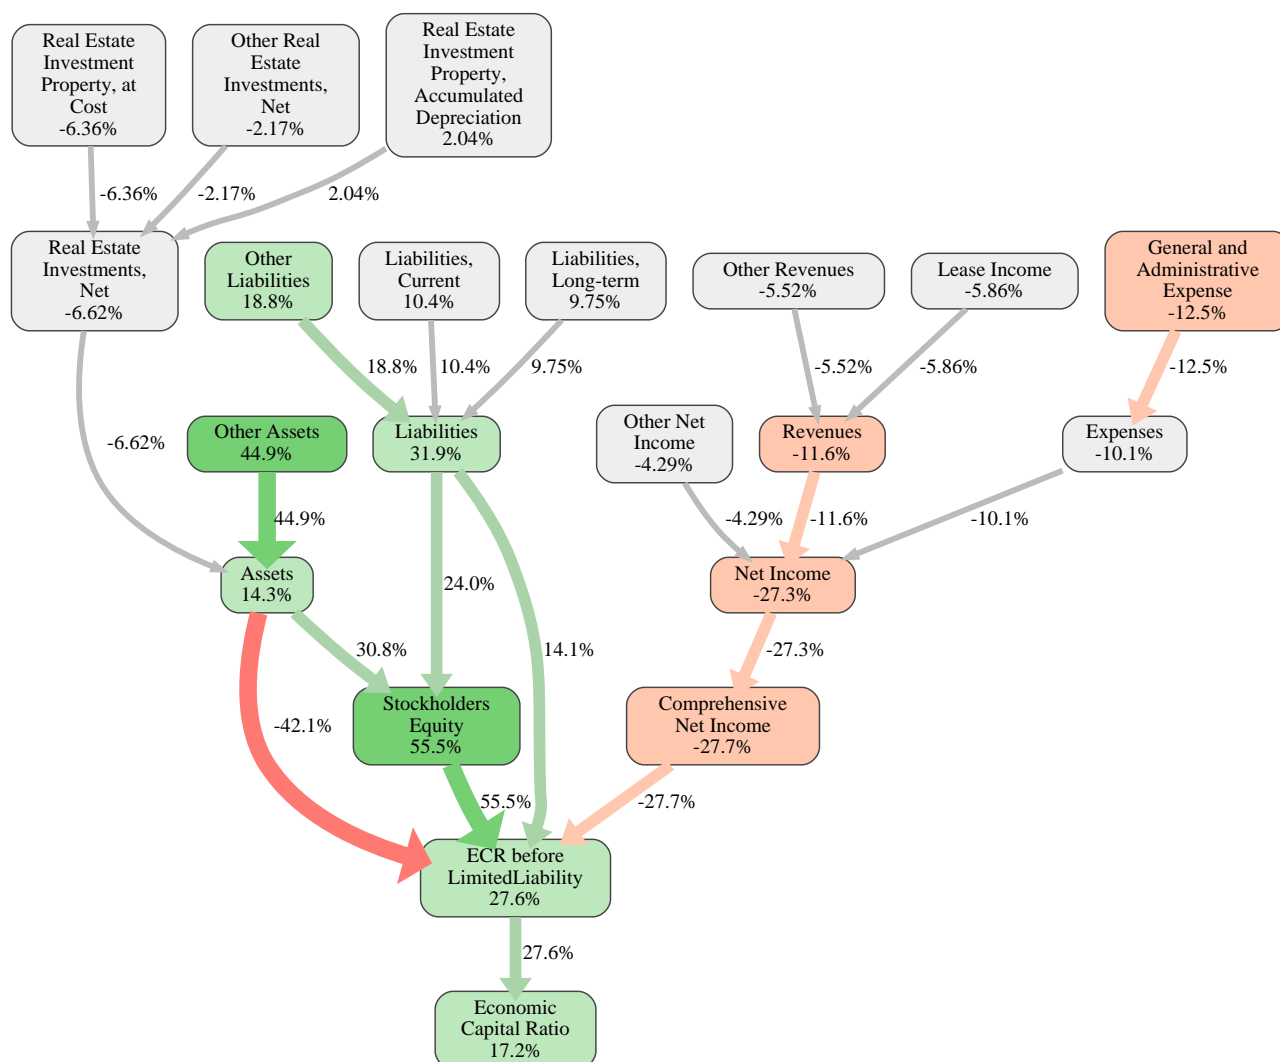 Real Estate
Investment
Property, at
Cost
-6.36%
Other Real
Estate
Investments,
Net
-2.17%
Real Estate
Investment
Property,
Accumulated
Depreciation
2.04%
-6.36%
-2.17%
2.04%
Real Estate
Investments,
Net
-6.62%
Other
Liabilities
18.8%
Liabilities,
Current
10.4%
Liabilities,
Long-term
9.75%
Other Revenues
-5.52%
Lease Income
-5.86%
General and
Administrative
Expense
-12.5%
18.8%
10.4%
9.75%
-5.52%
-5.86%
-12.5%
-6.62%
Other Assets
44.9%
Liabilities
31.9%
Other Net
Income
-4.29%
Revenues
-11.6%
Expenses
-10.1%
44.9%
-4.29%
-11.6%
-10.1%
Assets
14.3%
24.0%
Net Income
-27.3%
30.8%
14.1%
-27.3%
-42.1%
Stockholders
Equity
55.5%
Comprehensive
Net Income
-27.7%
55.5%
-27.7%
ECR before
LimitedLiability
27.6%
27.6%
Economic
Capital Ratio
17.2%